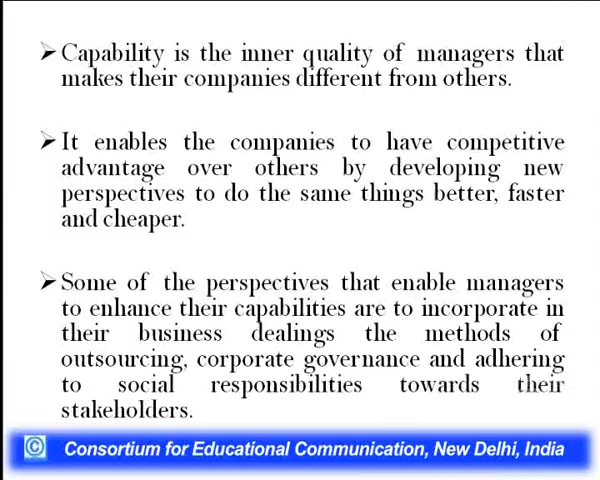 Capability is the inner quality of managers that
makes their companies different from others.
It enables the companies to have competitive
advantage over others by developing new
perspectives to do the same things better, faster
and cheaper.
Some of the perspectives that enable managers
to enhance their capabilities are to incorporate in
their business dealings the methods of
outsourcing, corporate governance and adhering
to social responsibilities towards their
stakeholders.
© Consortium for Educational Communication, New Delhi, India